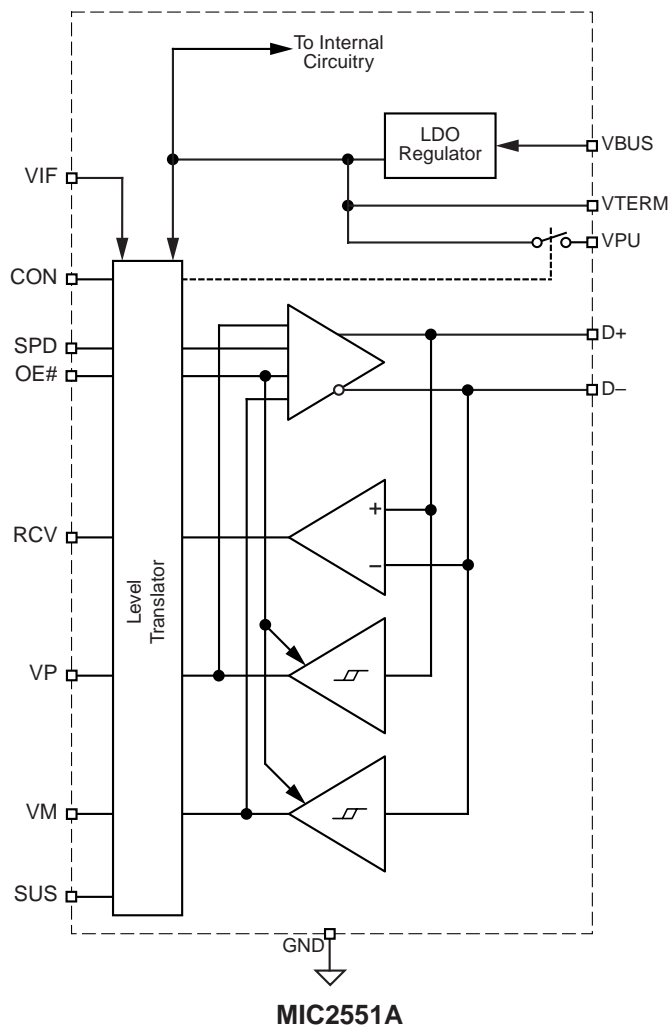 To Internal
Circuitry
LDO
Regulator
VBUS
VIF
VTERM
VPU
CON
SPD
D+
OE#
D–
RCV
+
–
Level
Translator
VP
VM
SUS
GND
MIC2551A